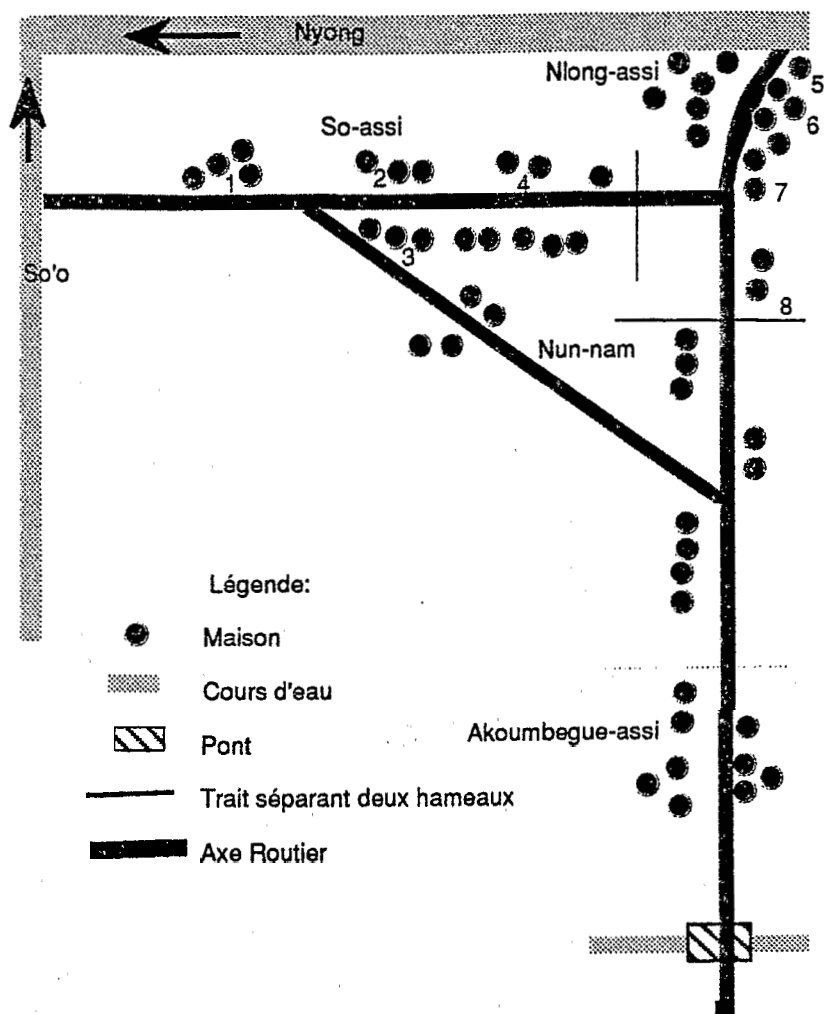 Nyong
Nlong-assi
5
6
So-assi
1
2
4
7
3
So'o
8
Nun-nam
Légende:
Maison
Cours d'eau
Pont
Akoumbegue-assi
Trait séparant deux hameaux
Axe Routier